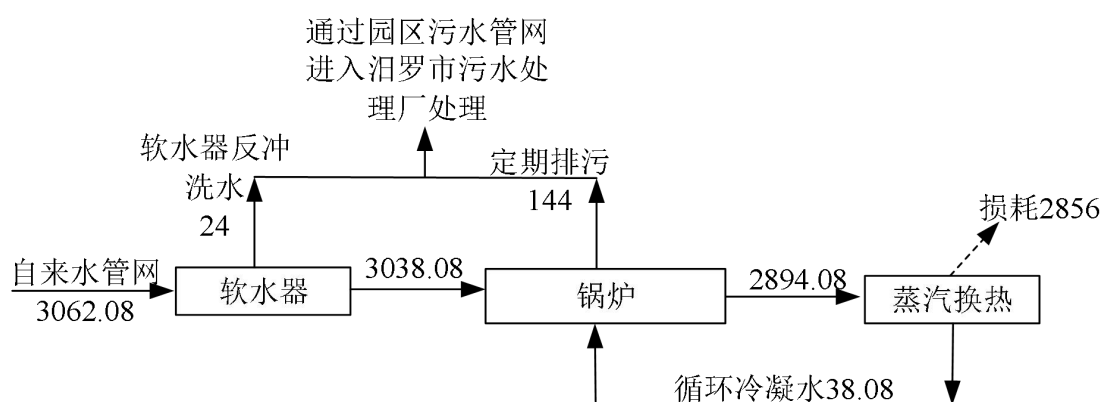 通过园区污水管网
进入汨罗市污水处
理厂处理
软水器反冲
洗水
24
定期排污
144
损耗2856
自来水管网
3062.08
软水器
3038.08
锅炉
2894.08
蒸汽换热
循环冷凝水38.08